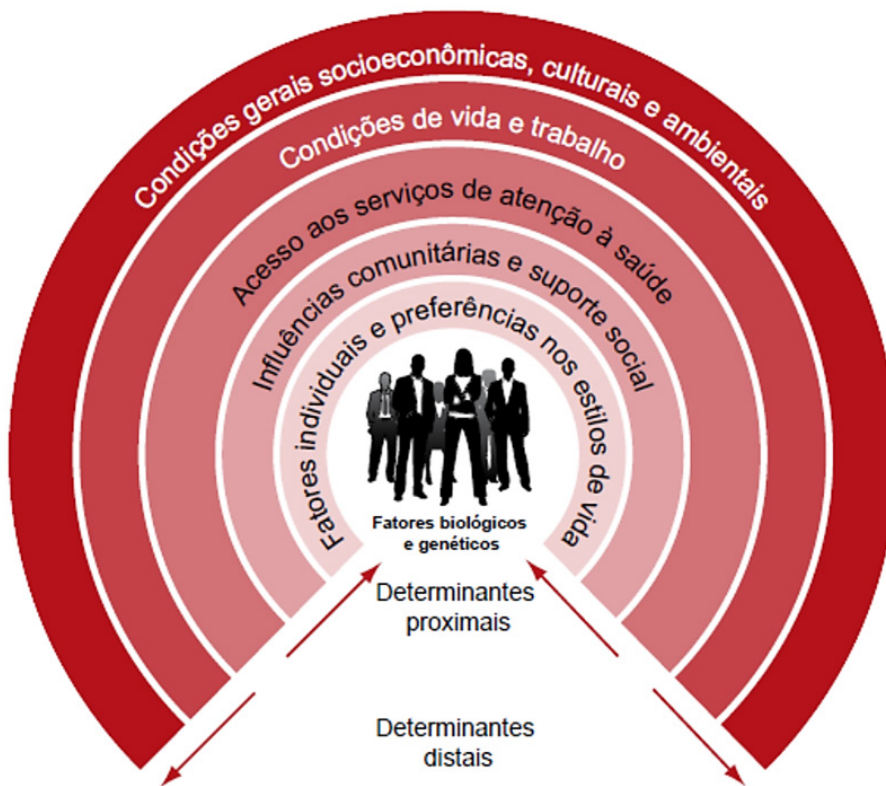 Condições gerais socioeconômicas, culturais e ambientais
Condições de vida e trabalho
Acesso aos serviços de atenção à saúde
Influências comunitárias e suporte social
Fatores individuais e preferências nos estilos de vida
Fatores biológicos
e genéticos
Determinantes
proximais
Determinantes
distais